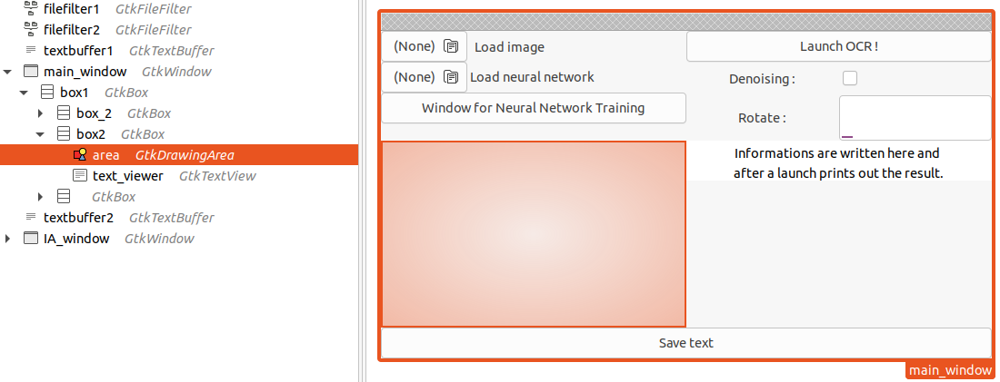 filefilter1 GtkFileFilter
filefilter2 GtkFileFilter
textbuffer1 GtkTextBuffer
main_window GtkWindow
box1 GtkBox
box_2 GtkBox
box2 GtkBox
area GtkDrawingArea
text_viewer GtkTextView
GtkBox
textbuffer2 GtkTextBuffer
IA_window GtkWindow
(None) Load image
(None) Load neural network
Window for Neural Network Training
Launch OCR !
Denoising :
Rotate :
Informations are written here and
after a launch prints out the result.
Save text
main_window